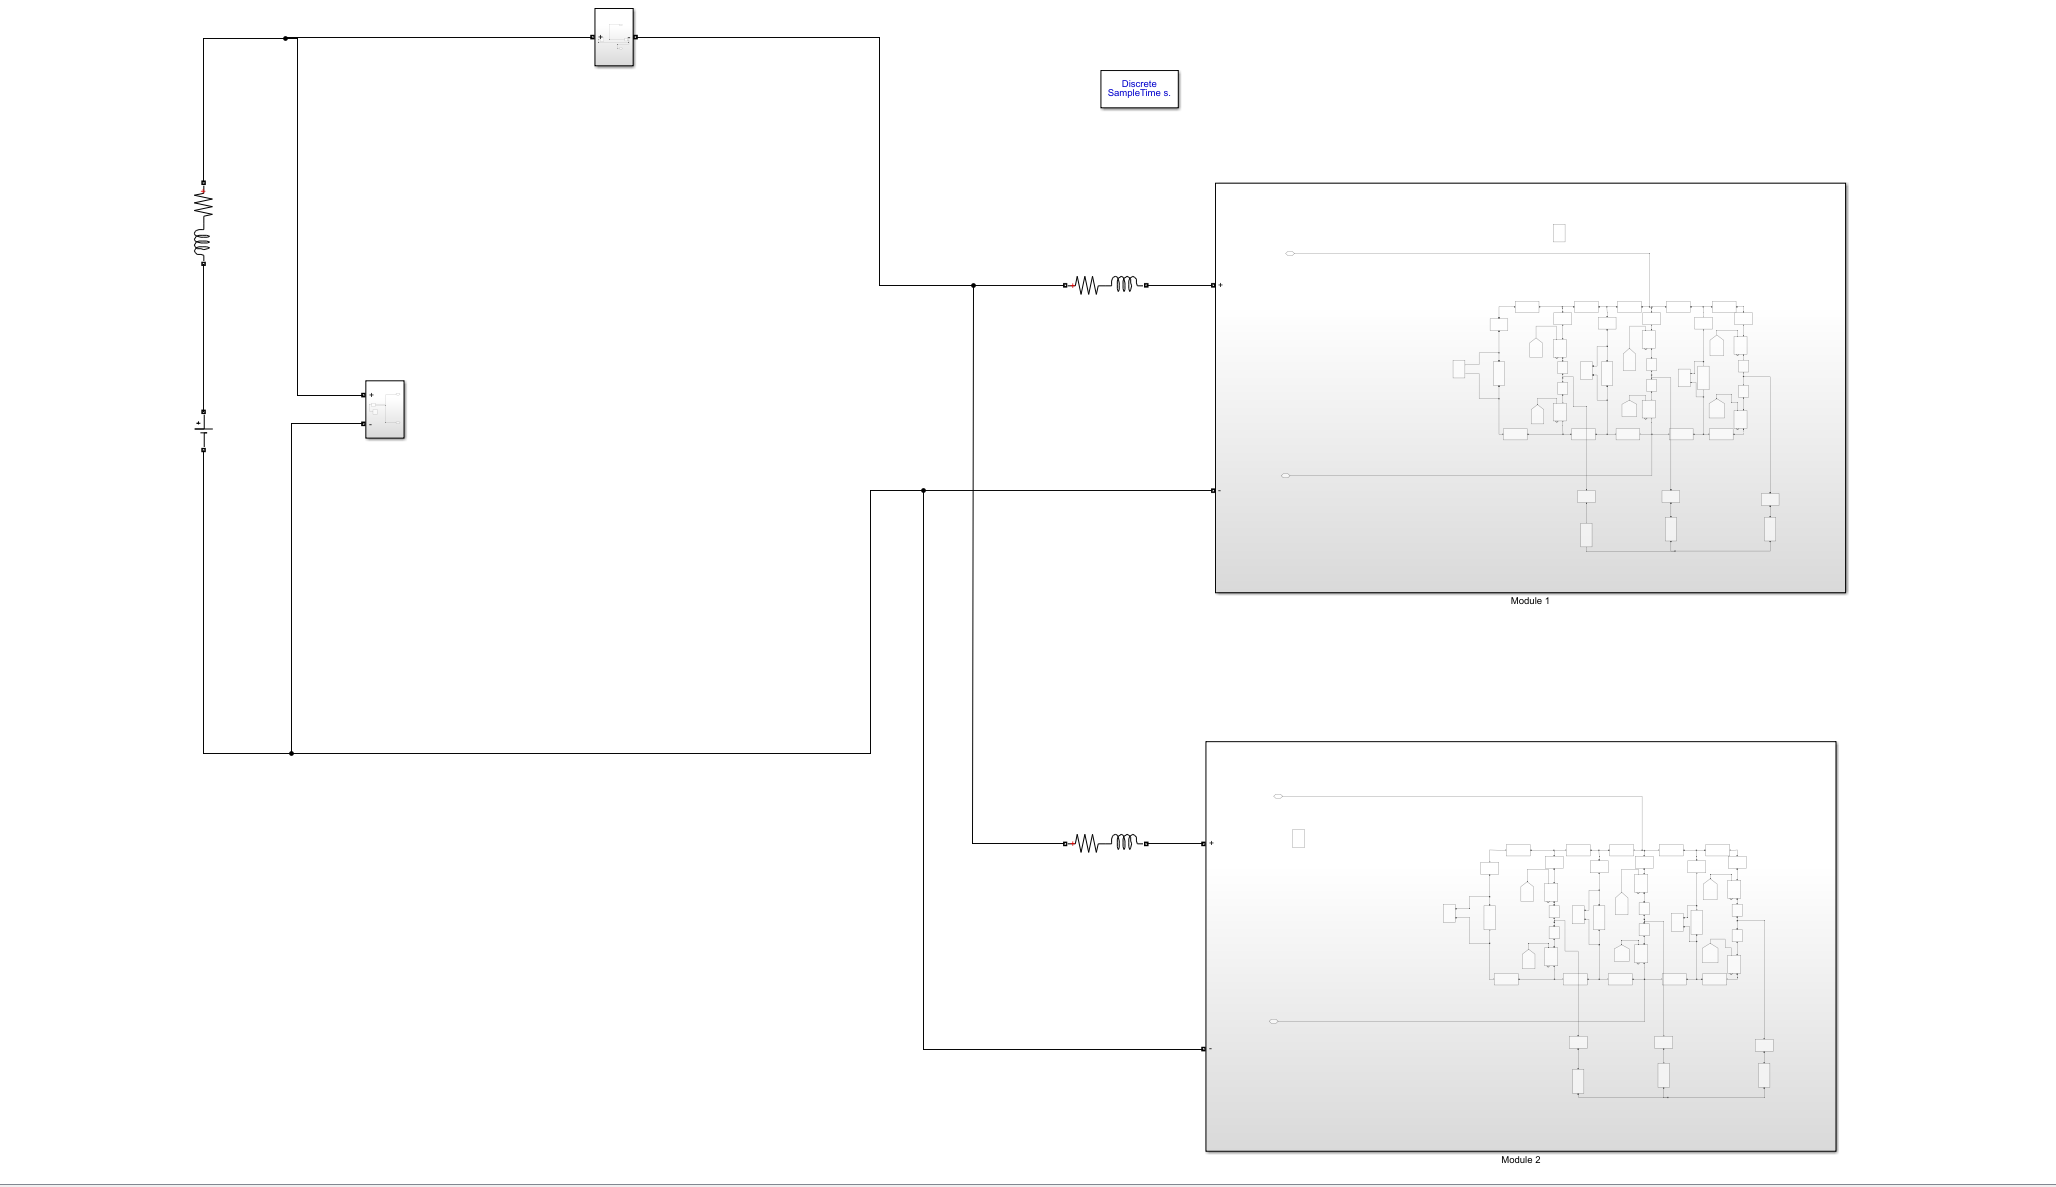 +
-
Discrete
SampleTime s.
+
+
-
+
-
Module 1
+
-
Module 2